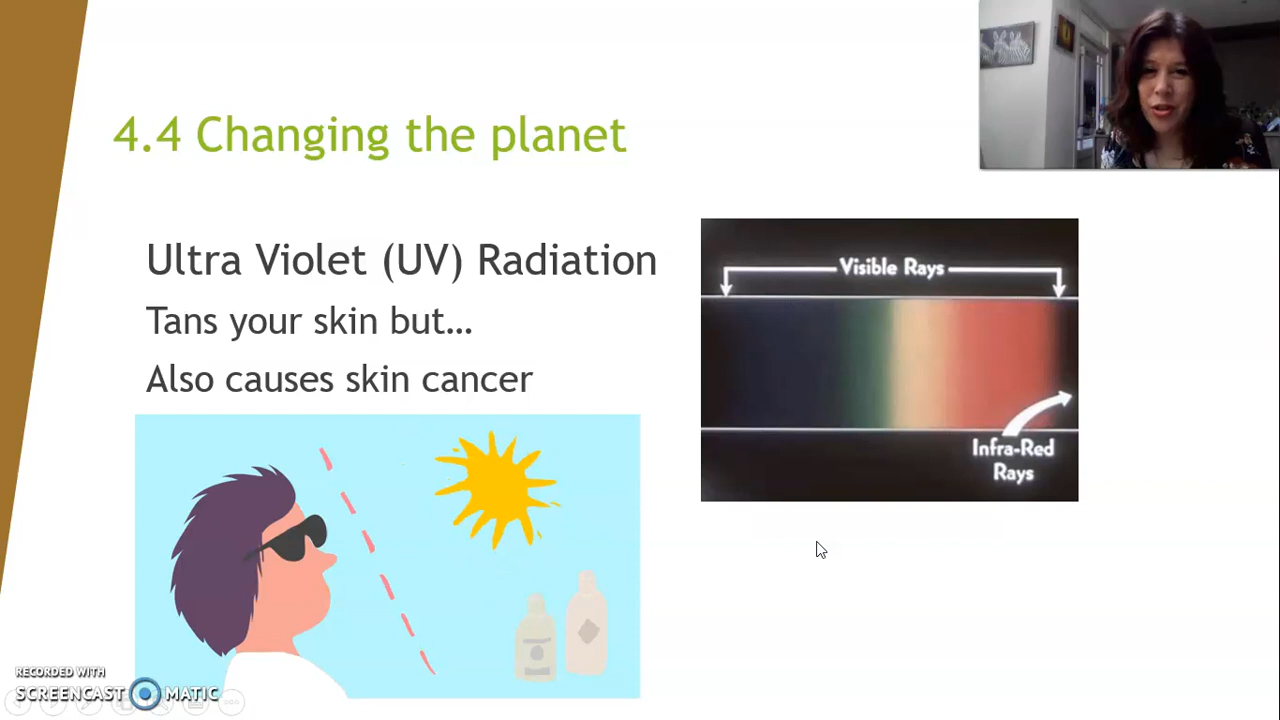 4.4 Changing the planet
Ultra Violet (UV) Radiation
Tans your skin but...
Also causes skin cancer
Visible Rays
Infra-Red
Rays
RECORDED WITH
SCREENCAST MATIC